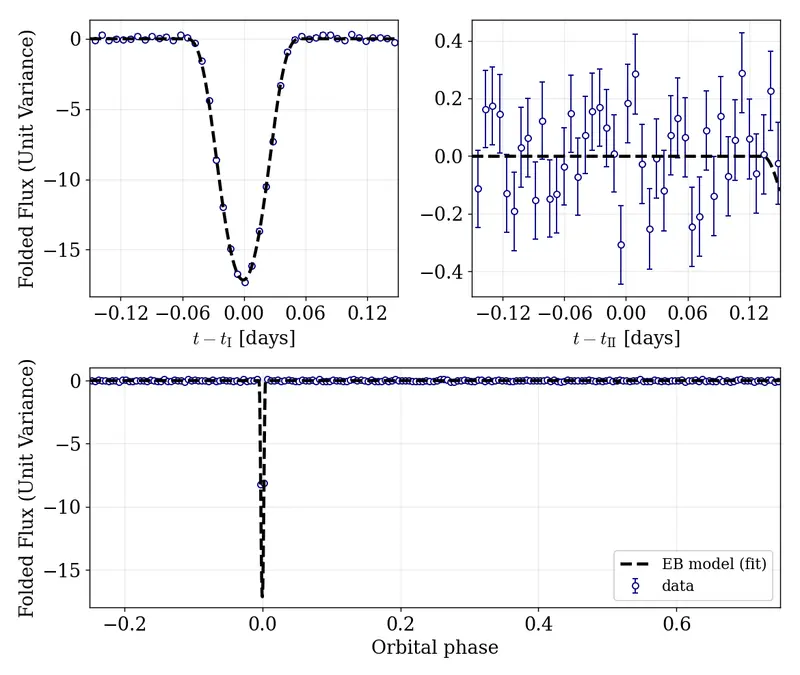 0
−5
−10
−15
Folded Flux (Unit Variance)
−0.12 −0.06 0.00 0.06 0.12
t − tI [days]
0.4
0.2
0.0
−0.2
−0.4
−0.12 −0.06 0.00 0.06 0.12
t − tII [days]
0
−5
−10
−15
Folded Flux (Unit Variance)
EB model (fit)
data
−0.2 0.0 0.2 0.4 0.6
Orbital phase